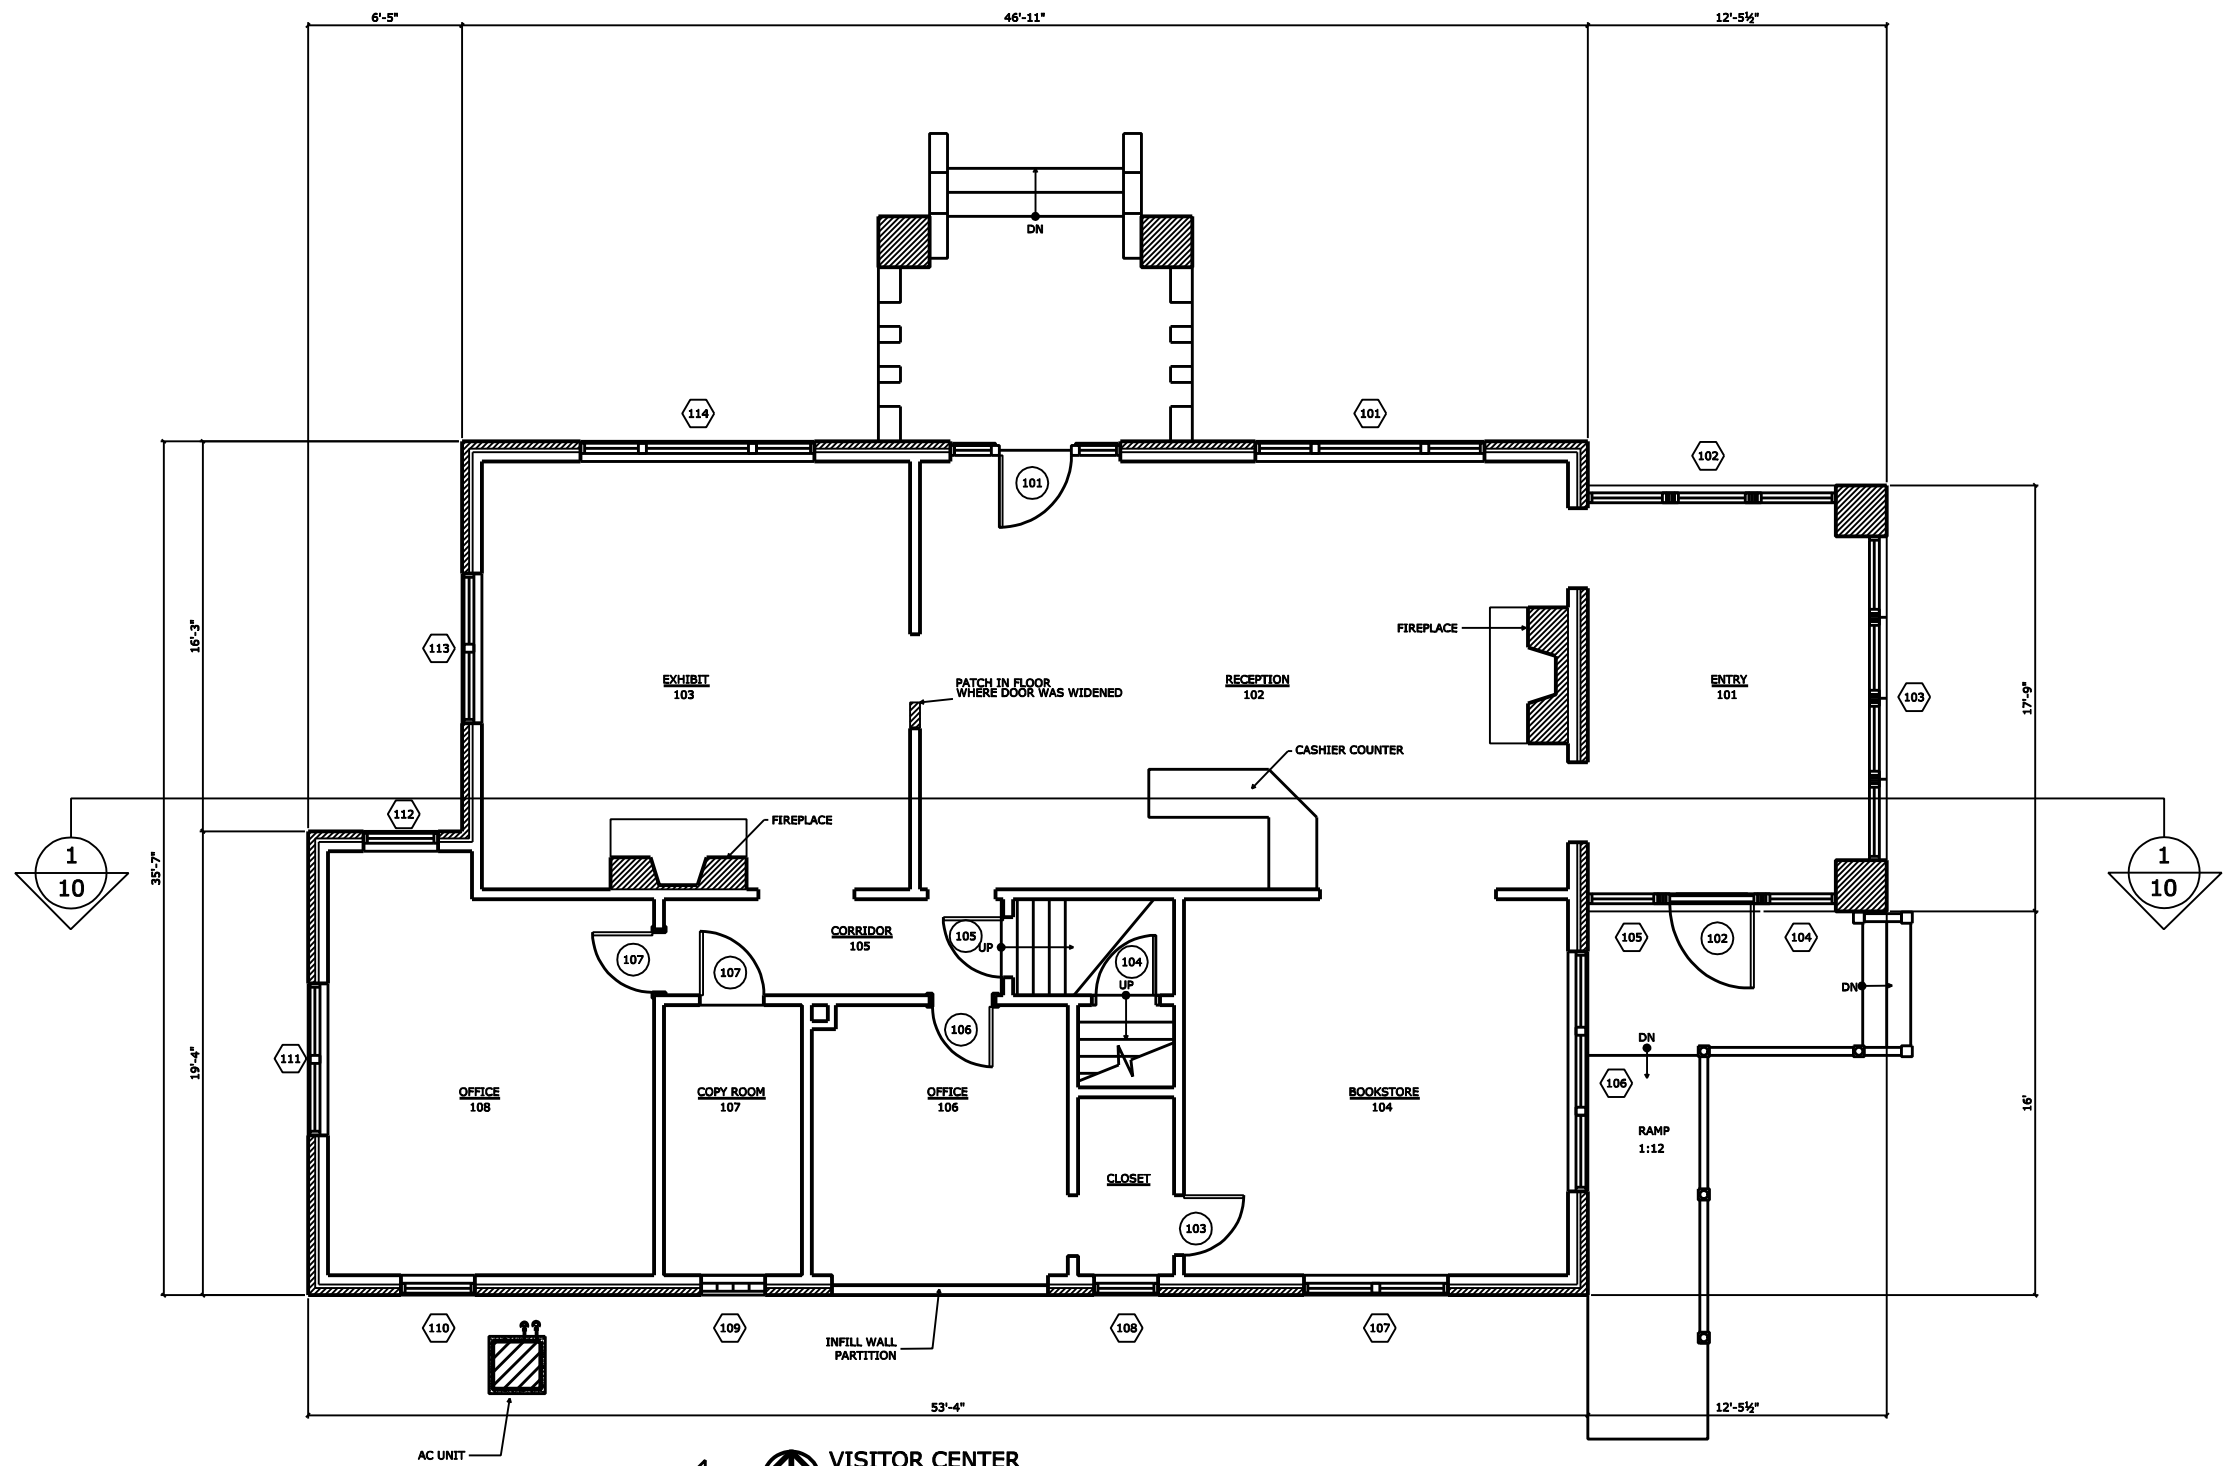 6'-5"
46'-11"
12'-5½"
DN
114
101
102
101
16'-3"
113
EXHIBIT
103
PATCH IN FLOOR
WHERE DOOR WAS WIDENED
RECEPTION
102
FIREPLACE
ENTRY
101
103
17'-9"
CASHIER COUNTER
112
FIREPLACE
1
10
35'-7"
1
10
CORRIDOR
105
105
UP
104
UP
107
107
106
105
102
104
DN
DN
106
111
19'-4"
OFFICE
108
COPY ROOM
107
OFFICE
106
BOOKSTORE
104
16'
RAMP
1:12
CLOSET
103
110
109
INFILL WALL
PARTITION
108
107
53'-4"
12'-5½"
AC UNIT
VISITOR CENTER